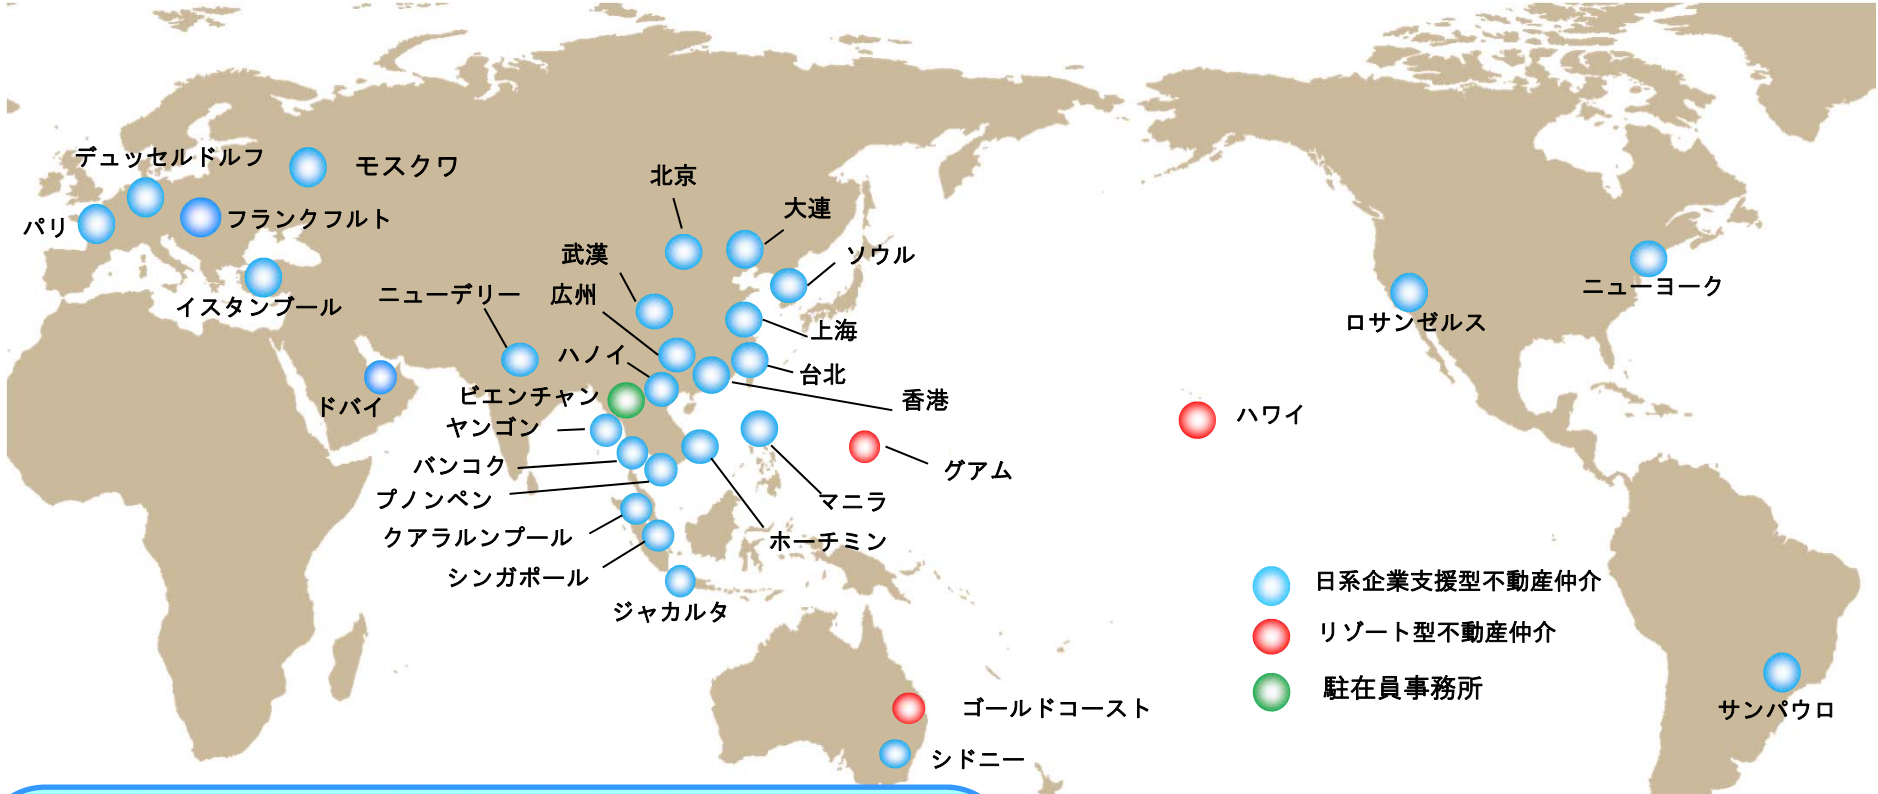 デュッセルドルフ
モスクワ
パリ
フランクフルト
イスタンブール
ドバイ
北京
大連
武漢
ソウル
ニューデリー
広州
上海
ハノイ
台北
ビエンチャン
香港
ヤンゴン
バンコク
プノンペン
マニラ
グアム
クアラルンプール
ホーチミン
シンガポール
ジャカルタ
ハワイ
ロサンゼルス
ニューヨーク
ゴールドコースト
シドニー
サンパウロ
日系企業支援型不動産仲介
リゾート型不動産仲介
駐在員事務所